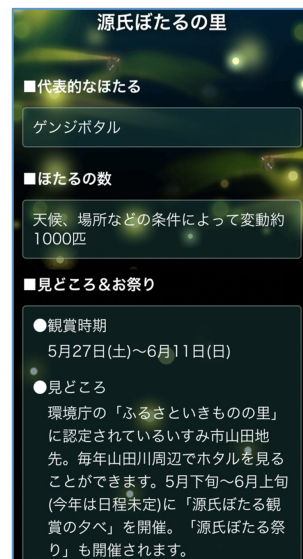 源氏ぼたるの里
■代表的なほたる
ゲンジボタル
■ほたるの数
天候、場所などの条件によって変動約
1000匹
■見どころ＆お祭り
●観賞時期
5月27日(土)〜6月11日(日)
●見どころ
環境庁の「ふるさといきものの里」
に認定されているいすみ市山田地
先。毎年山田川周辺でホタルを見る
ことができます。5月下旬〜6月上旬
(今年は日程未定)に「源氏ぼたる観
賞の夕べ」を開催。「源氏ぼたる祭
り」も開催されます。